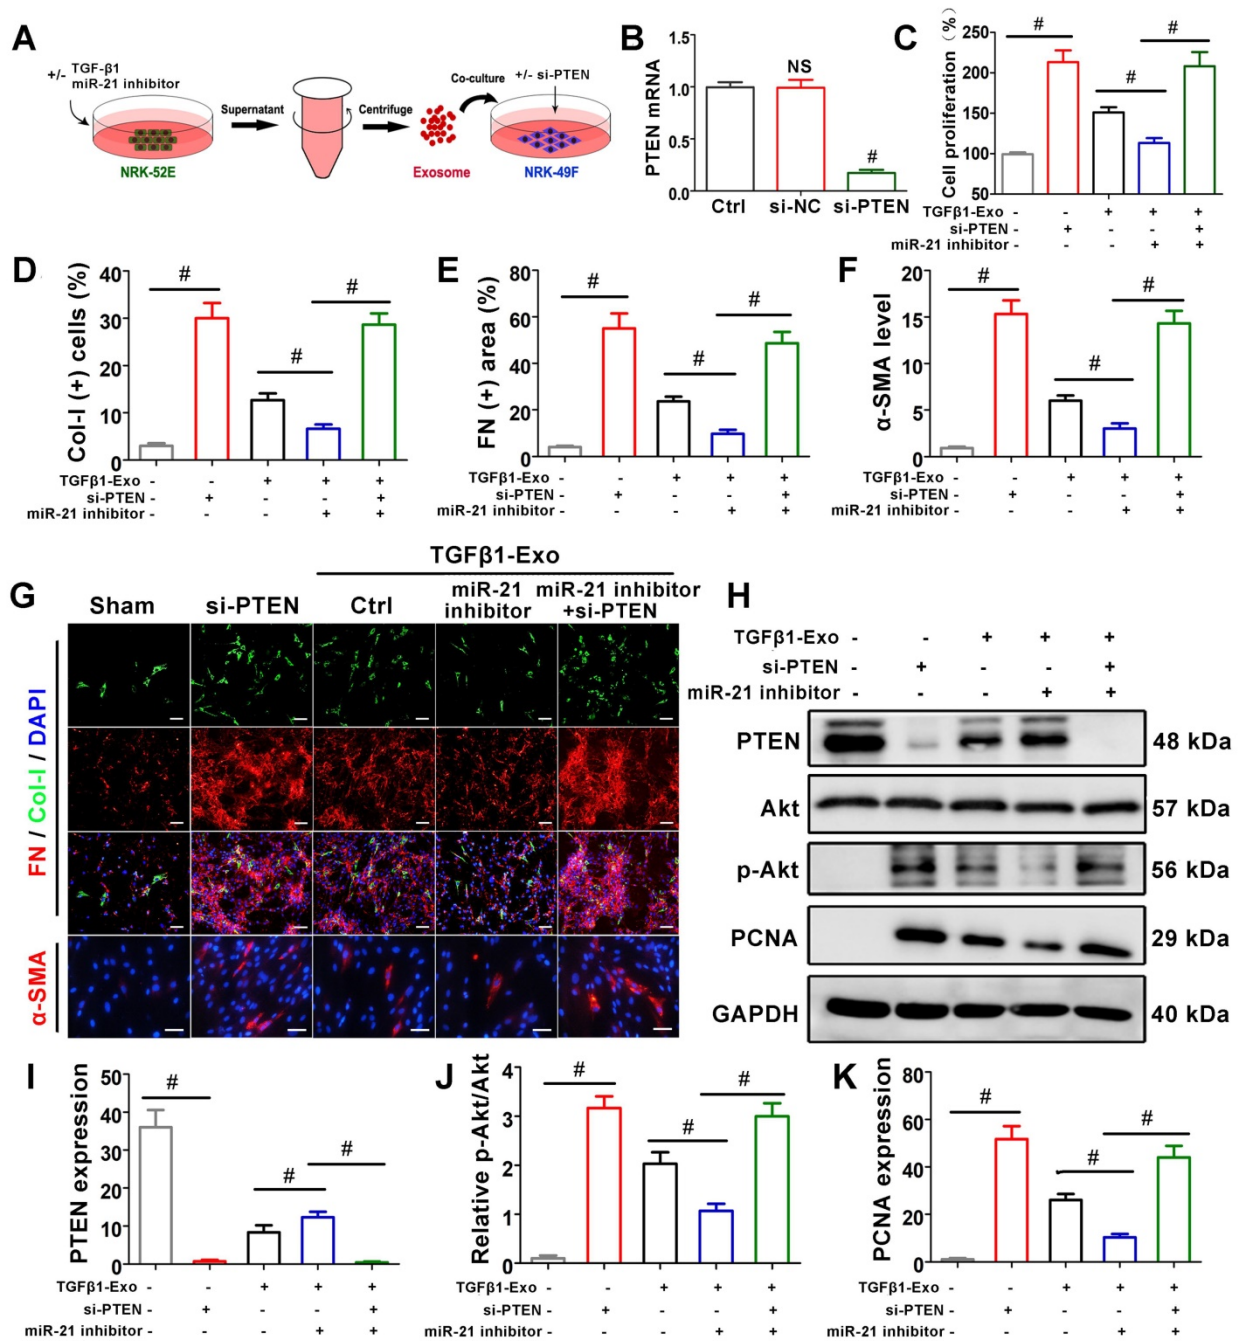 A
+/- TGF-β1
miR-21 inhibitor
Supernatant
Centrifuge
Co-culture
+/- si-PTEN
NRK-52E
Exosome
NRK-49F
B
PTEN mRNA
1.5
1.0
0.5
0.0
NS
#
Ctrl si-NC si-PTEN
C
Cell proliferation (%)
250
200
150
100
50
# # #
TGFβ1-Exo - - + + +
si-PTEN - + - - +
miR-21 inhibitor - - - + +
D
Col-I (+) cells (%)
40
30
20
10
0
# # #
TGFβ1-Exo - - + + +
si-PTEN - + - - +
miR-21 inhibitor - - - + +
E
FN (+) area (%)
80
60
40
20
0
# # #
TGFβ1-Exo - - + + +
si-PTEN - + - - +
miR-21 inhibitor - - - + +
F
α-SMA level
15
10
5
0
# # #
TGFβ1-Exo - - + + +
si-PTEN - + - - +
miR-21 inhibitor - - - + +
G
TGFβ1-Exo
Sham si-PTEN Ctrl miR-21 inhibitor miR-21 inhibitor +si-PTEN
FN / Col-I / DAPI
α-SMA
H
TGFβ1-Exo - - + + +
si-PTEN - + - - +
miR-21 inhibitor - - - + +
PTEN 48 kDa
Akt 57 kDa
p-Akt 56 kDa
PCNA 29 kDa
GAPDH 40 kDa
I
PTEN expression
50
40
30
20
10
0
# # #
TGFβ1-Exo - - + + +
si-PTEN - + - - +
miR-21 inhibitor - - - + +
J
Relative p-Akt/Akt
4
3
2
1
0
# # #
TGFβ1-Exo - - + + +
si-PTEN - + - - +
miR-21 inhibitor - - - + +
K
PCNA expression
80
60
40
20
0
# # #
TGFβ1-Exo - - + + +
si-PTEN - + - - +
miR-21 inhibitor - - - + +